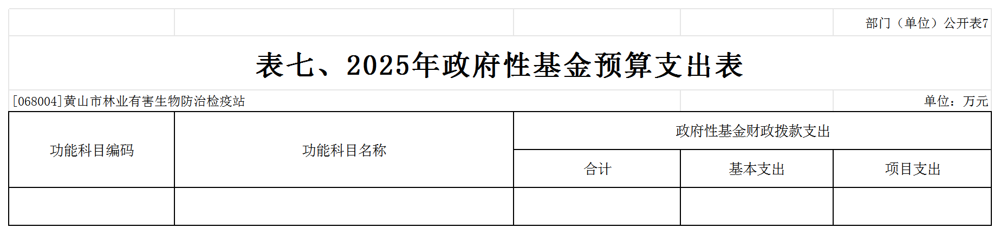 部门（单位）公开表7
表七、2025年政府性基金预算支出表
[068004]黄山市林业有害生物防治检疫站 单位：万元
功能科目编码 功能科目名称 政府性基金财政拨款支出
合计 基本支出 项目支出